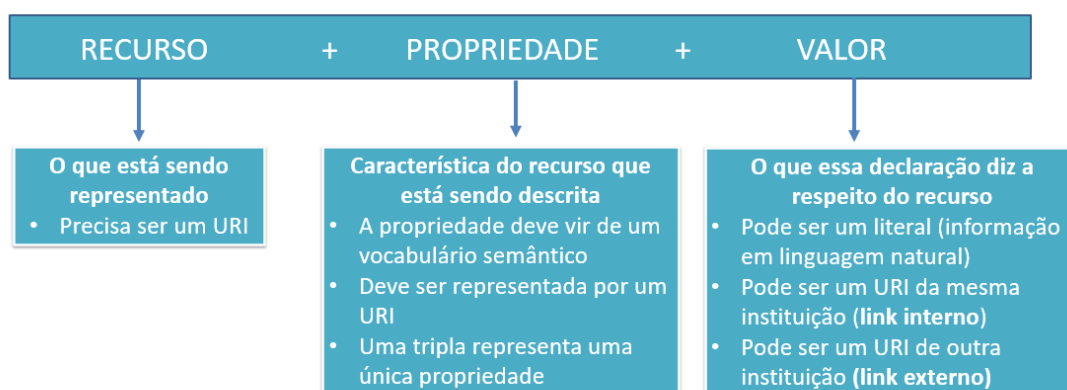 RECURSO + PROPRIEDADE + VALOR
O que está sendo
representado
• Precisa ser um URI
Característica do recurso que
está sendo descrita
• A propriedade deve vir de um
vocabulário semântico
• Deve ser representada por um
URI
• Uma tripla representa uma
única propriedade
O que essa declaração diz a
respeito do recurso
• Pode ser um literal (informação
em linguagem natural)
• Pode ser um URI da mesma
instituição (link interno)
• Pode ser um URI de outra
instituição (link externo)